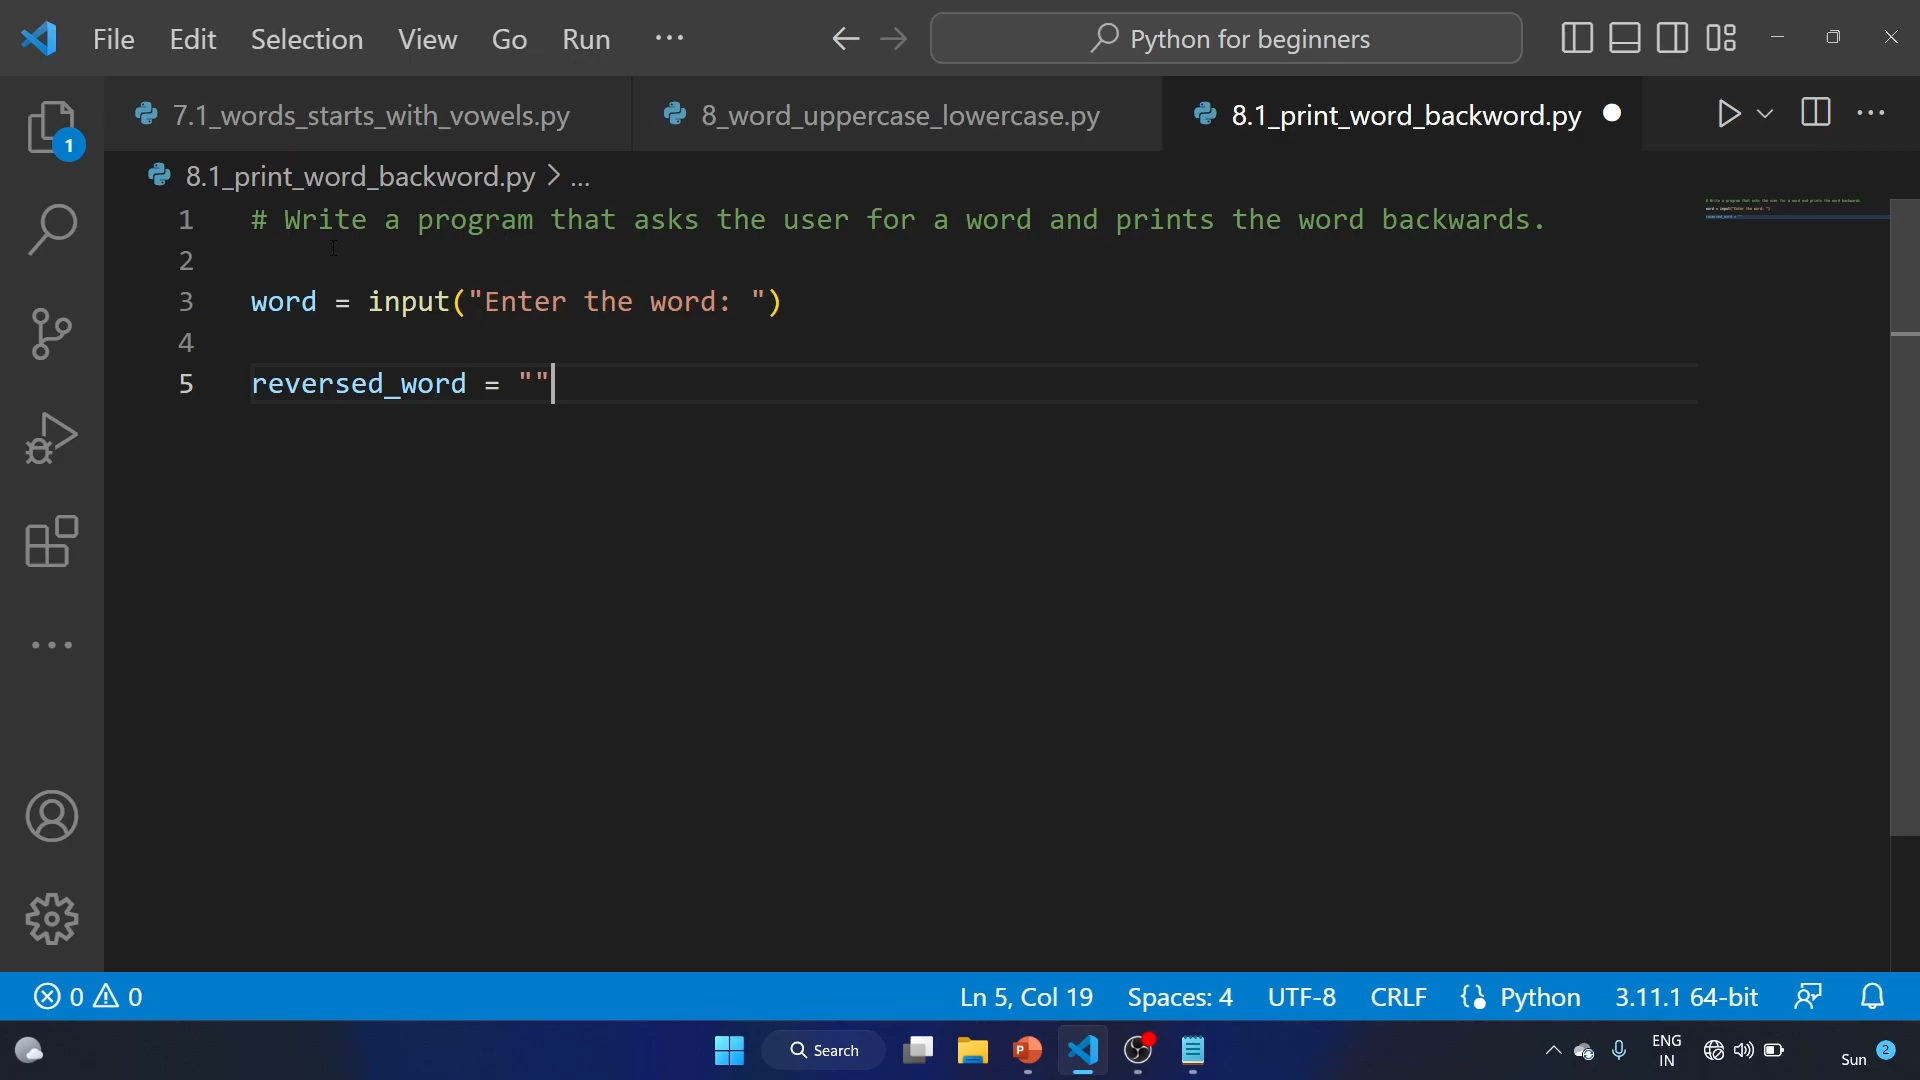 File Edit Selection View Go Run ··· Python for beginners
7.1_words_starts_with_vowels.py 8_word_uppercase_lowercase.py 8.1_print_word_backword.py
1
8.1_print_word_backword.py > ...
1 # Write a program that asks the user for a word and prints the word backwards.
2
3 word = input("Enter the word: ")
4
5 reversed_word = ""
0 0 Ln 5, Col 19 Spaces: 4 UTF-8 CRLF Python 3.11.1 64-bit
Search ENG
IN
Sun 2